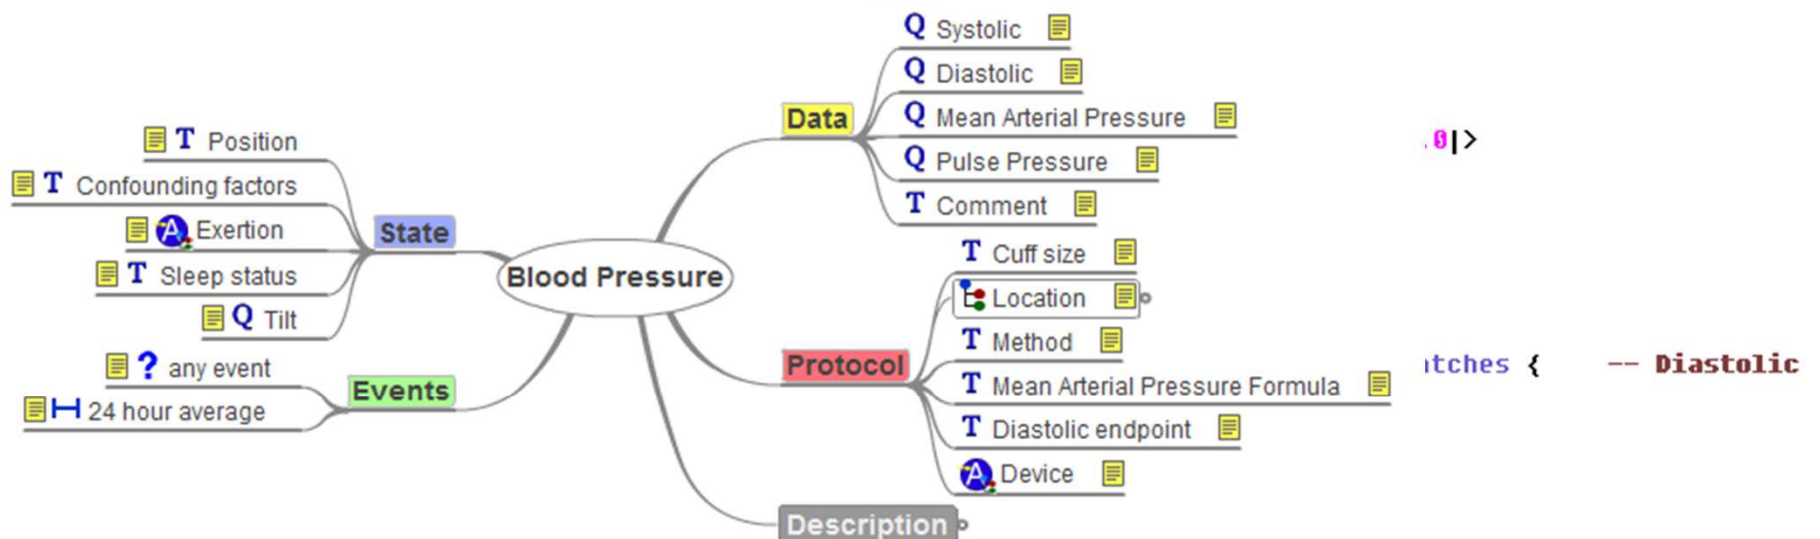 Blood Pressure
Data
Q Systolic
Q Diastolic
Q Mean Arterial Pressure
Q Pulse Pressure
T Comment
Protocol
T Cuff size
Location
T Method
T Mean Arterial Pressure Formula
T Diastolic endpoint
A Device
Description
State
T Position
T Confounding factors
A Exertion
T Sleep status
Q Tilt
Events
? any event
24 hour average
.0|>
tches { -- Diastolic